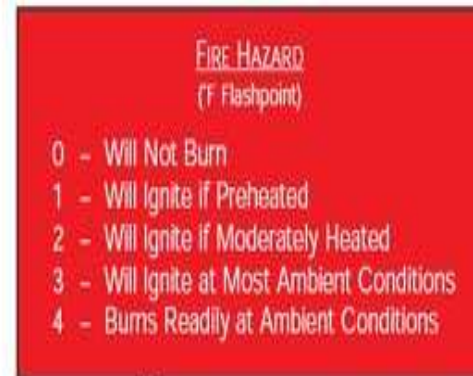 FIRE HAZARD
(°F Flashpoint)
0 – Will Not Burn
1 – Will Ignite if Preheated
2 – Will Ignite if Moderately Heated
3 – Will Ignite at Most Ambient Conditions
4 – Burns Readily at Ambient Conditions